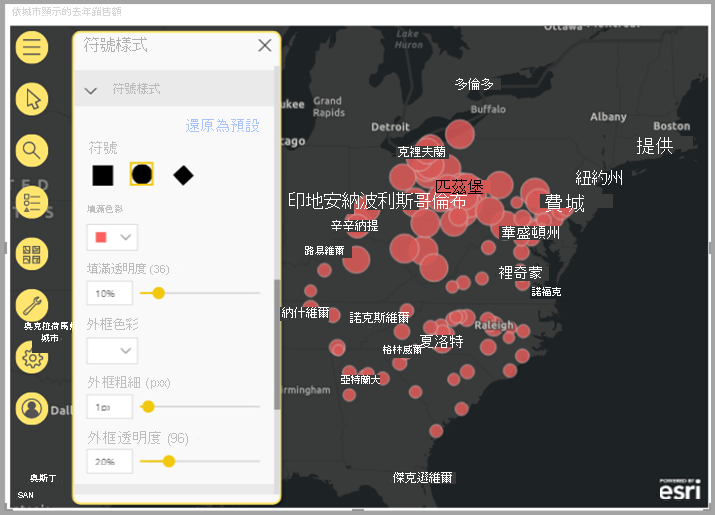 依城市顯示的去年銷售額
符號樣式
符號樣式
還原為預設
符號
填滿色彩
填滿透明度 (36)
10%
外框色彩
外框粗細 (pxx)
外框透明度 (96)
20%
Ottawa
Lake
Huron
多倫多
Grand
Rapids
Buffalo
Albany
Detroit
Boston
提供
克裡夫蘭
紐約州
匹茲堡
印地安納波利斯哥倫布
費城
辛辛納提
華盛頓州
路易維爾
裡奇蒙
諾福克
納什維爾
諾克斯維爾
奧克拉荷馬
城市
Raleigh
夏洛特
格林威爾
亞特蘭大
Birmingham
Dall
奧斯丁
傑克遜維爾
SAN
POWERED BY
esri